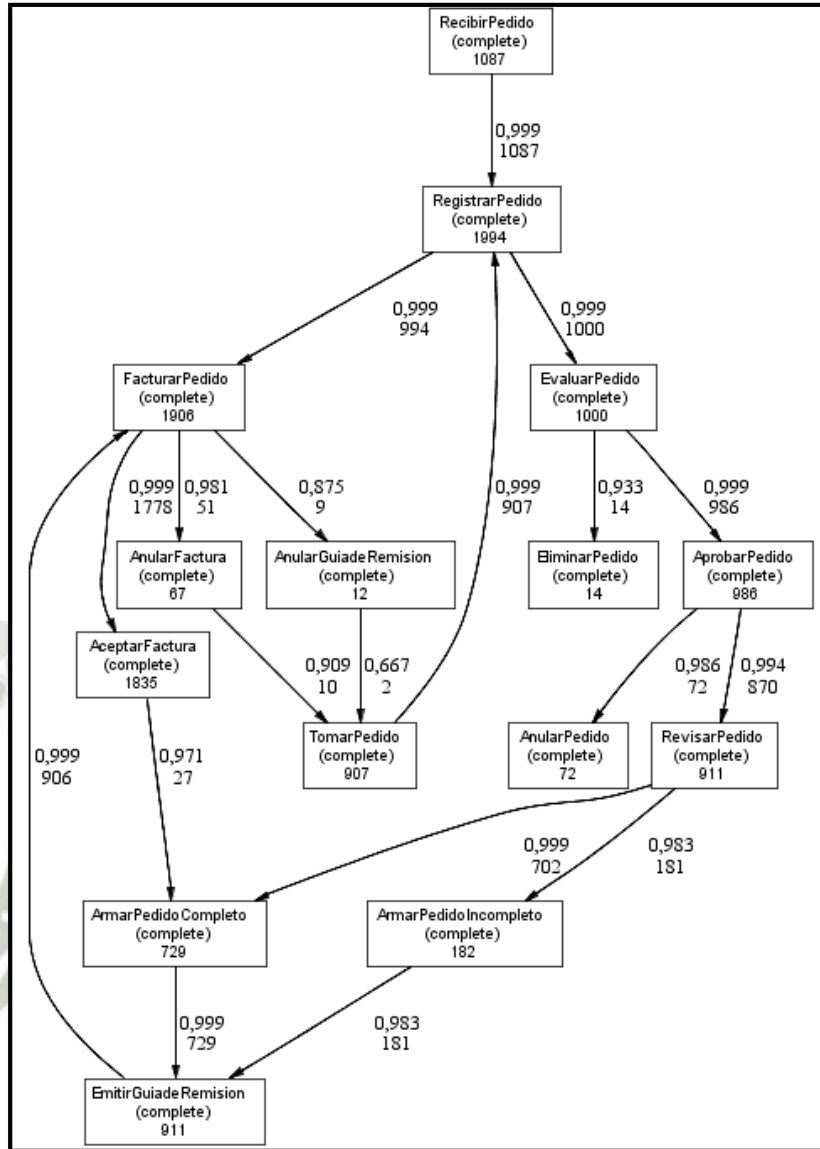 RecibirPedido
(complete)
1087
0,999
1087
RegistrarPedido
(complete)
1994
0,999
994
0,999
1000
FacturarPedido
(complete)
1906
EvaluarPedido
(complete)
1000
0,999
1778
0,981
51
0,875
9
0,999
907
0,933
14
0,999
986
AnularFactura
(complete)
67
AnularGuiadeRemision
(complete)
12
EliminarPedido
(complete)
14
AprobarPedido
(complete)
986
AceptarFactura
(complete)
1835
0,909
10
0,667
2
0,986
72
0,994
870
0,999
906
0,971
27
TomarPedido
(complete)
907
AnularPedido
(complete)
72
RevisarPedido
(complete)
911
0,999
702
0,983
181
ArmarPedidoCompleto
(complete)
729
ArmarPedidoIncompleto
(complete)
182
0,999
729
0,983
181
EmitirGuiadeRemision
(complete)
911